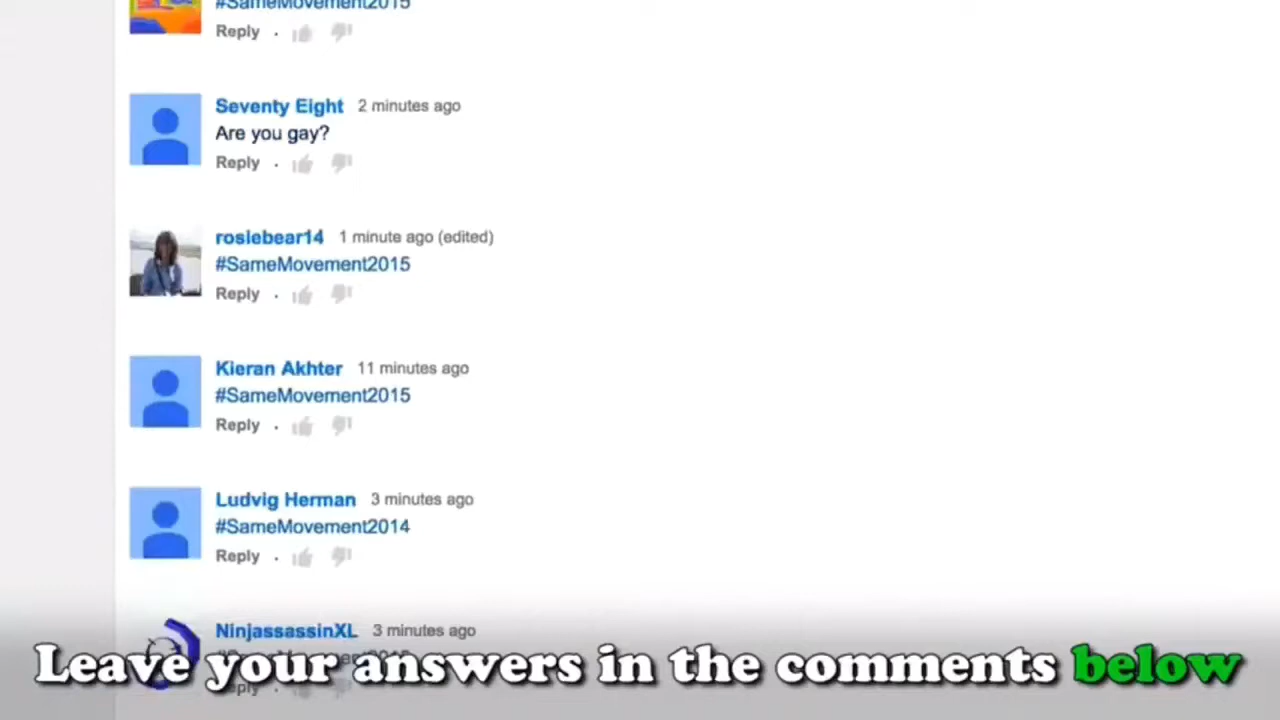 #SameMovement2015
Reply ·
Seventy Eight 2 minutes ago
Are you gay?
Reply ·
rosiebear14 1 minute ago (edited)
#SameMovement2015
Reply ·
Kieran Akhter 11 minutes ago
#SameMovement2015
Reply ·
Ludvig Herman 3 minutes ago
#SameMovement2014
Reply ·
NinjassassinXL 3 minutes ago
Leave your answers in the comments below